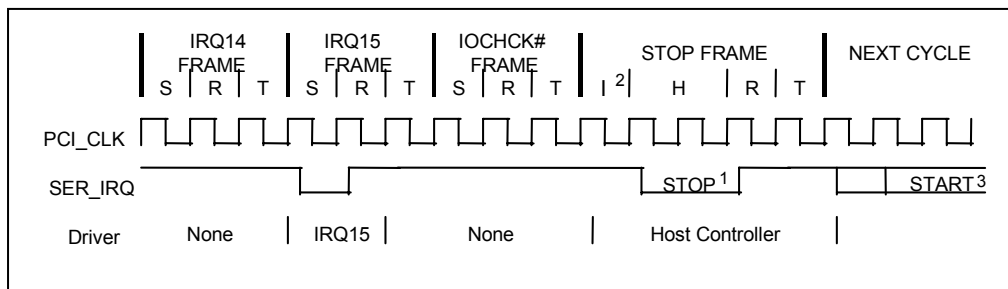 IRQ14 FRAME
IRQ15 FRAME
IOCHCK# FRAME
STOP FRAME
NEXT CYCLE
S R T S R T S R T I 2 H R T
PCI_CLK
SER_IRQ STOP 1 START 3
Driver None IRQ15 None Host Controller